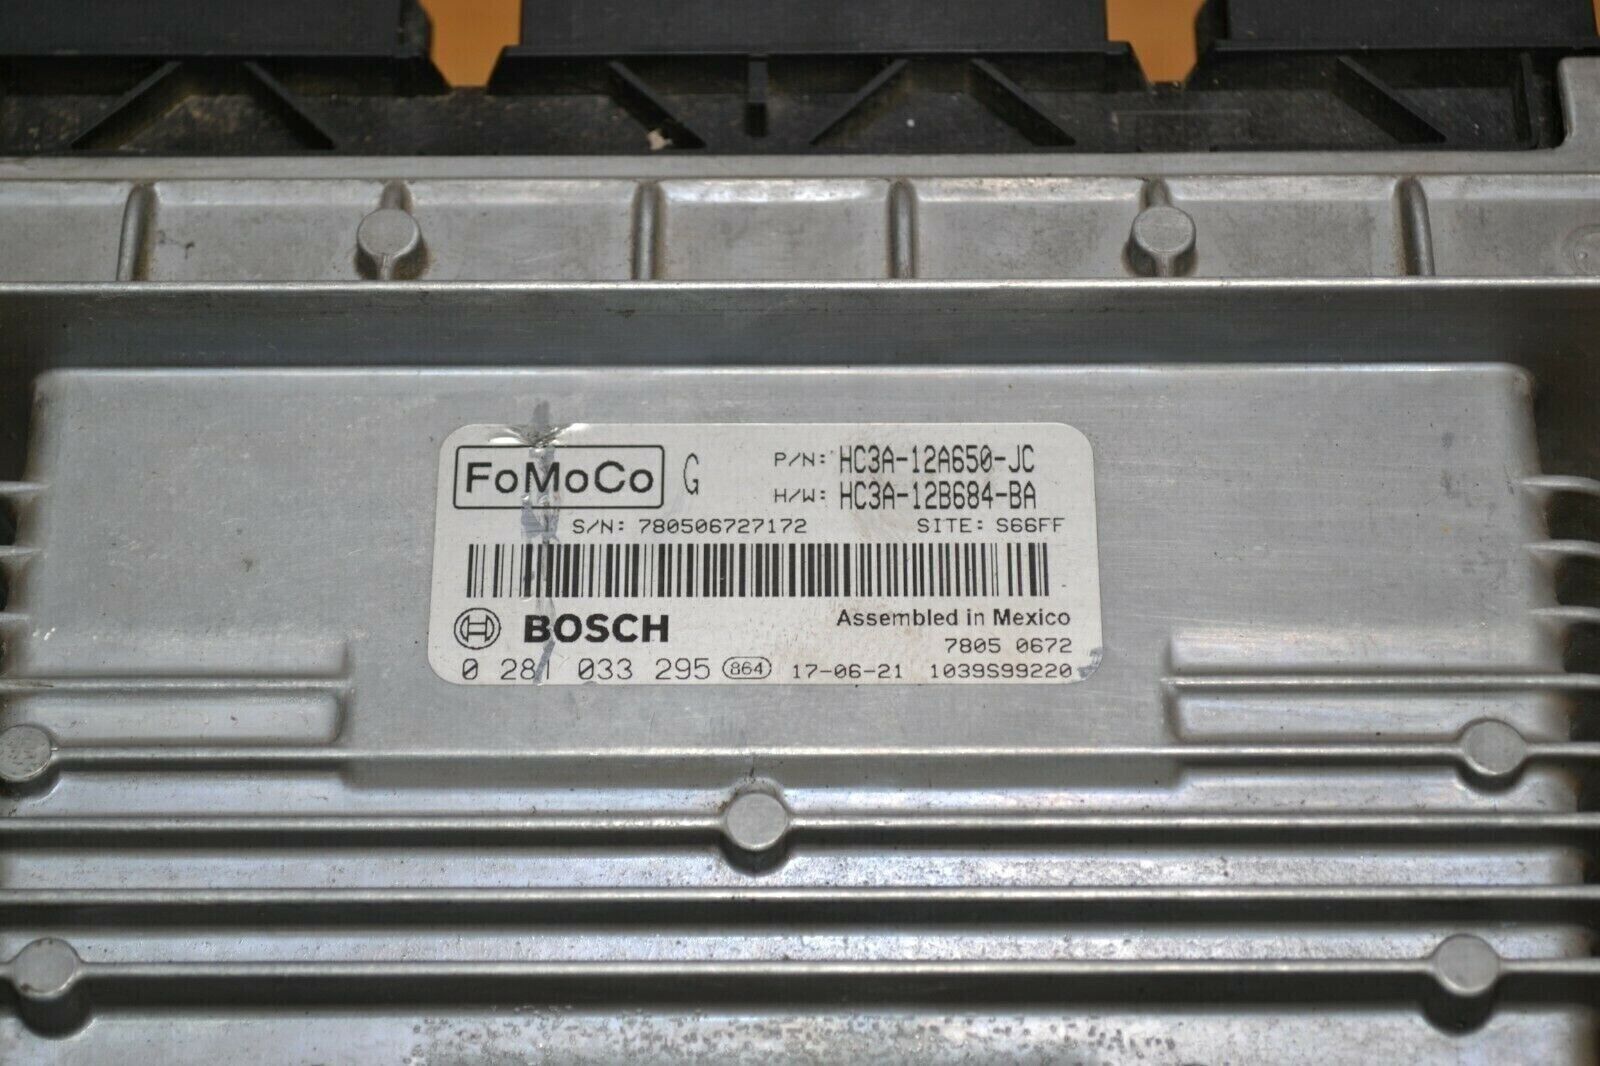 FoMoCo G P/N: HC3A-12A650-JC
H/W: HC3A-12B684-BA
S/N: 780506727172 SITE: S66FF
BOSCH Assembled in Mexico
7805 0672
0 281 033 295 864 17-06-21 1039S99220